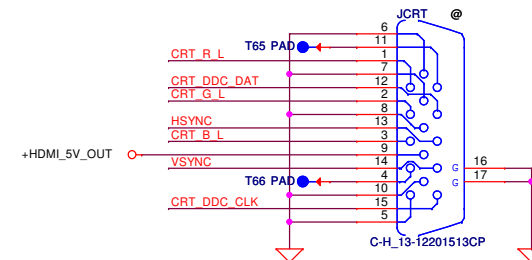 JCRT @
6
T65 PAD 11
CRT_R_L 1
7
CRT_DDC_DAT 12
CRT_G_L 2
8
HSYNC 13
CRT_B_L 3
+HDMI_5V_OUT 9
VSYNC 14 G 16
T66 PAD 4 G 17
10
CRT_DDC_CLK 15
5
C-H_13-12201513CP